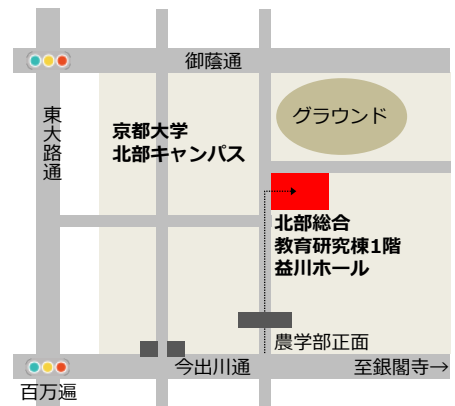 御蔭通
東大路通
グラウンド
京都大学
北部キャンパス
北部総合
教育研究棟1階
益川ホール
農学部正面
今出川通
至銀閣寺→
百万遍